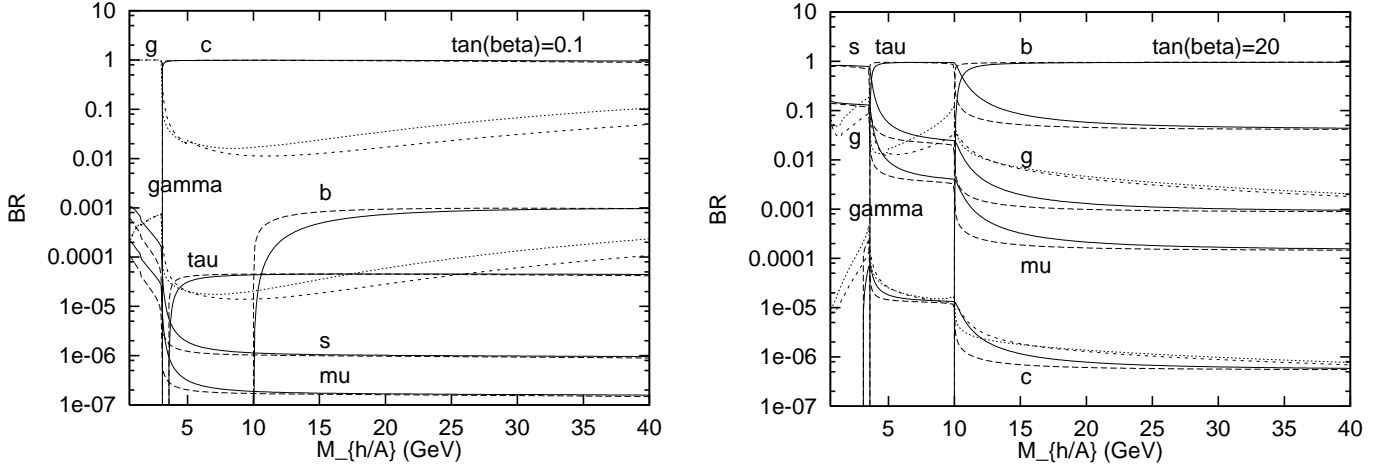 10
g c tan(beta)=0.1
1
0.1
0.01
gamma
b
0.001
BR
tau
0.0001
1e-05
s
1e-06
mu
1e-07
5 10 15 20 25 30 35 40
M_{h/A} (GeV)
10
s tau b tan(beta)=20
1
0.1
g g
0.01
gamma
0.001
BR
0.0001
mu
1e-05
1e-06
c
1e-07
5 10 15 20 25 30 35 40
M_{h/A} (GeV)